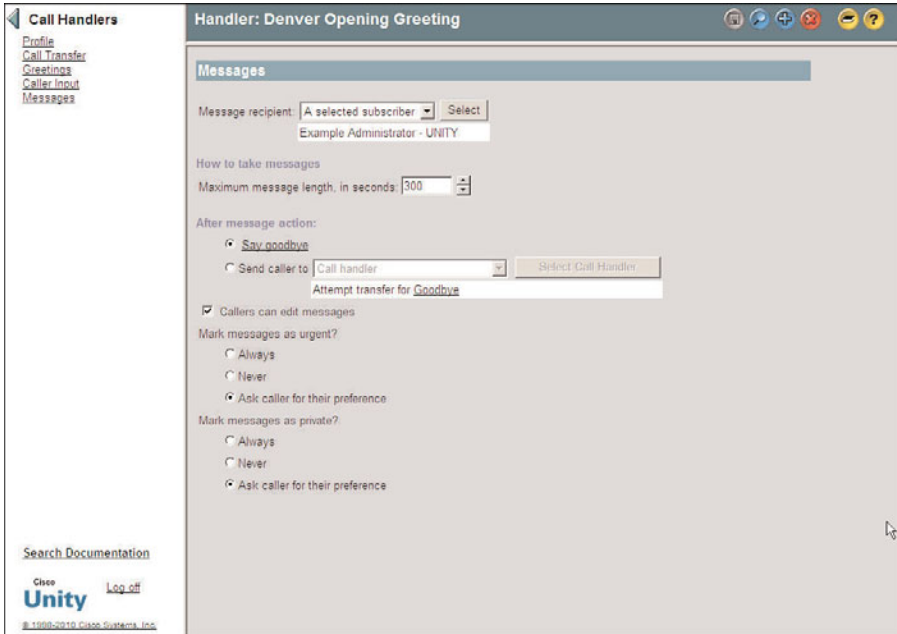 Call Handlers
Profile
Call Transfer
Greetings
Caller Input
Messages
Handler: Denver Opening Greeting
Messages
Message recipient: A selected subscriber Select
Example Administrator - UNITY
How to take messages
Maximum message length, in seconds: 300
After message action:
Say goodbye
Send caller to Call handler Select Call Handler
Attempt transfer for Goodbye
Callers can edit messages
Mark messages as urgent?
Always
Never
Ask caller for their preference
Mark messages as private?
Always
Never
Ask caller for their preference
Search Documentation
Cisco
Unity Log off
© 1998-2010 Cisco Systems, Inc.